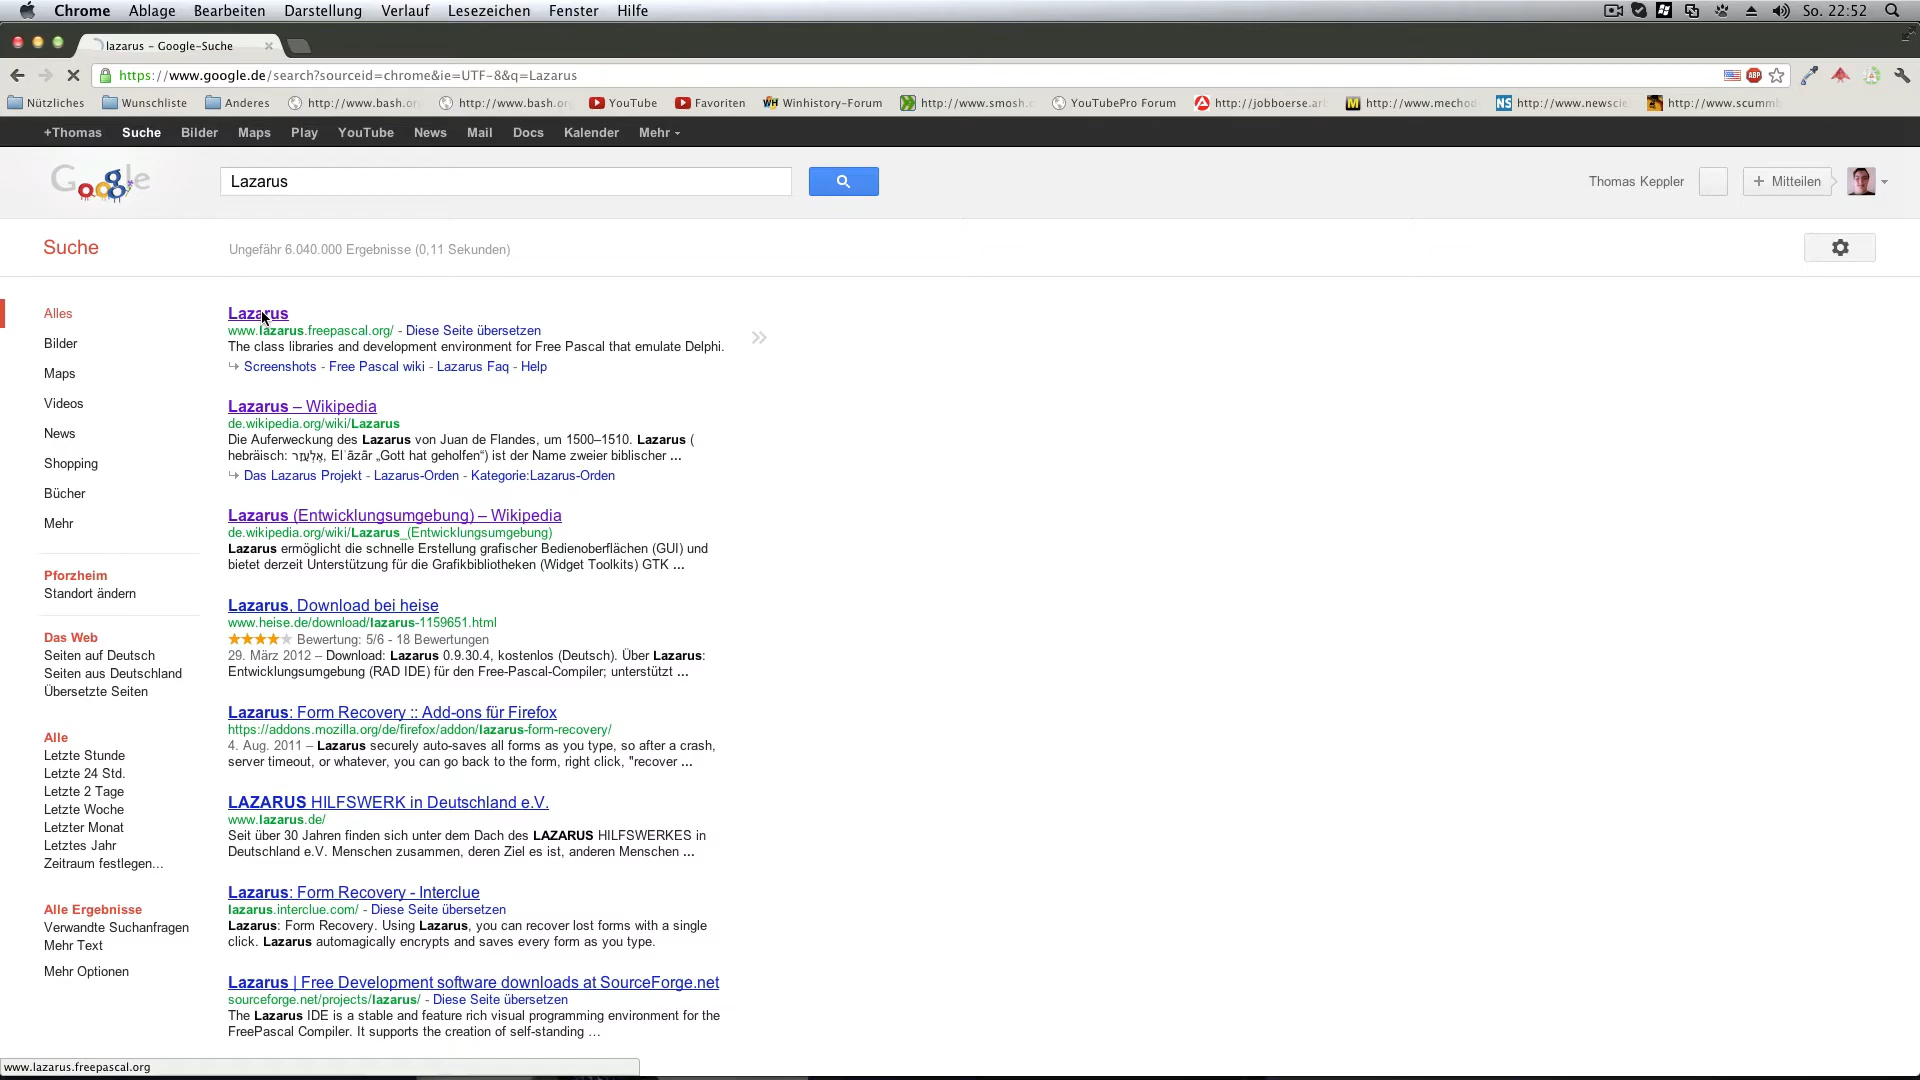 Chrome Ablage Bearbeiten Darstellung Verlauf Lesezeichen Fenster Hilfe So. 22:52
lazarus – Google-Suche
https://www.google.de/search?sourceid=chrome&ie=UTF-8&q=Lazarus
Nützliches Wunschliste Anderes http://www.bash.or http://www.bash.org YouTube Favoriten Winhistory-Forum http://www.smosh.c YouTubePro Forum http://jobboerse.ar http://www.mechod http://www.newscie http://www.scumm
+Thomas Suche Bilder Maps Play YouTube News Mail Docs Kalender Mehr
Google
Lazarus
Thomas Keppler
+ Mitteilen
Suche
Ungefähr 6.040.000 Ergebnisse (0,11 Sekunden)
Alles
Bilder
Maps
Videos
News
Shopping
Bücher
Mehr
Pforzheim
Standort ändern
Das Web
Seiten auf Deutsch
Seiten aus Deutschland
Übersetzte Seiten
Alle
Letzte Stunde
Letzte 24 Std.
Letzte 2 Tage
Letzte Woche
Letzter Monat
Letztes Jahr
Zeitraum festlegen...
Alle Ergebnisse
Verwandte Suchanfragen
Mehr Text
Mehr Optionen
Lazarus
www.lazarus.freepascal.org/ - Diese Seite übersetzen
The class libraries and development environment for Free Pascal that emulate Delphi.
Screenshots - Free Pascal wiki - Lazarus Faq - Help
Lazarus – Wikipedia
de.wikipedia.org/wiki/Lazarus
Die Auferweckung des Lazarus von Juan de Flandes, um 1500–1510. Lazarus (
hebräisch: אֶלְעָזָר, Elʿāzār „Gott hat geholfen“) ist der Name zweier biblischer ...
Das Lazarus Projekt - Lazarus-Orden - Kategorie:Lazarus-Orden
Lazarus (Entwicklungsumgebung) – Wikipedia
de.wikipedia.org/wiki/Lazarus_(Entwicklungsumgebung)
Lazarus ermöglicht die schnelle Erstellung grafischer Bedienoberflächen (GUI) und
bietet derzeit Unterstützung für die Grafikbibliotheken (Widget Toolkits) GTK ...
Lazarus, Download bei heise
www.heise.de/download/lazarus-1159651.html
Bewertung: 5/6 - 18 Bewertungen
29. März 2012 – Download: Lazarus 0.9.30.4, kostenlos (Deutsch). Über Lazarus:
Entwicklungsumgebung (RAD IDE) für den Free-Pascal-Compiler; unterstützt ...
Lazarus: Form Recovery :: Add-ons für Firefox
https://addons.mozilla.org/de/firefox/addon/lazarus-form-recovery/
4. Aug. 2011 – Lazarus securely auto-saves all forms as you type, so after a crash,
server timeout, or whatever, you can go back to the form, right click, "recover ...
LAZARUS HILFSWERK in Deutschland e.V.
www.lazarus.de/
Seit über 30 Jahren finden sich unter dem Dach des LAZARUS HILFSWERKES in
Deutschland e.V. Menschen zusammen, deren Ziel es ist, anderen Menschen ...
Lazarus: Form Recovery - Interclue
lazarus.interclue.com/ - Diese Seite übersetzen
Lazarus: Form Recovery. Using Lazarus, you can recover lost forms with a single
click. Lazarus automagically encrypts and saves every form as you type.
Lazarus | Free Development software downloads at SourceForge.net
sourceforge.net/projects/lazarus/ - Diese Seite übersetzen
The Lazarus IDE is a stable and feature rich visual programming environment for the
FreePascal Compiler. It supports the creation of self-standing ...
www.lazarus.freepascal.org